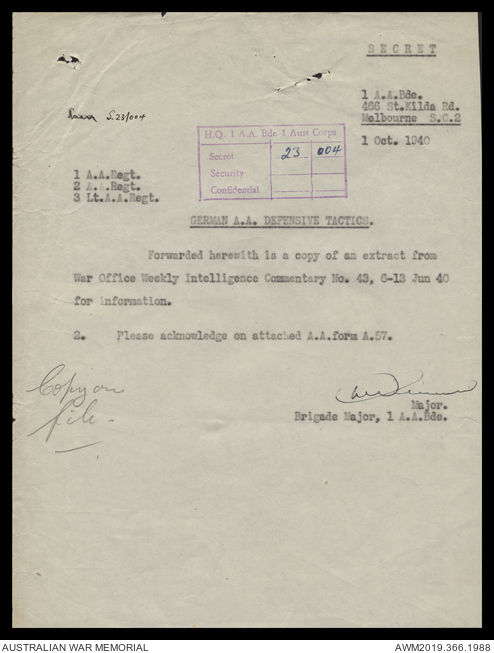 SECRET
1 A.A.Bde.
466 St.Kilda Rd.
Melbourne S.C.2
S.23/004
1 Oct. 1940
H.Q. 1 A.A. Bde 1 Aust Corps
Secret 23 004
Security
Confidential
1 A.A.Regt.
2 A.A.Regt.
3 Lt.A.A.Regt.
GERMAN A.A. DEFENSIVE TACTICS.
Forwarded herewith is a copy of an extract from
War Office Weekly Intelligence Commentary No. 43, 6-13 Jun 40
for information.
2. Please acknowledge on attached A.A.form A.57.
Copy on
file.
Major.
Brigade Major, 1 A.A.Bde.
AUSTRALIAN WAR MEMORIAL
AWM2019.366.1988